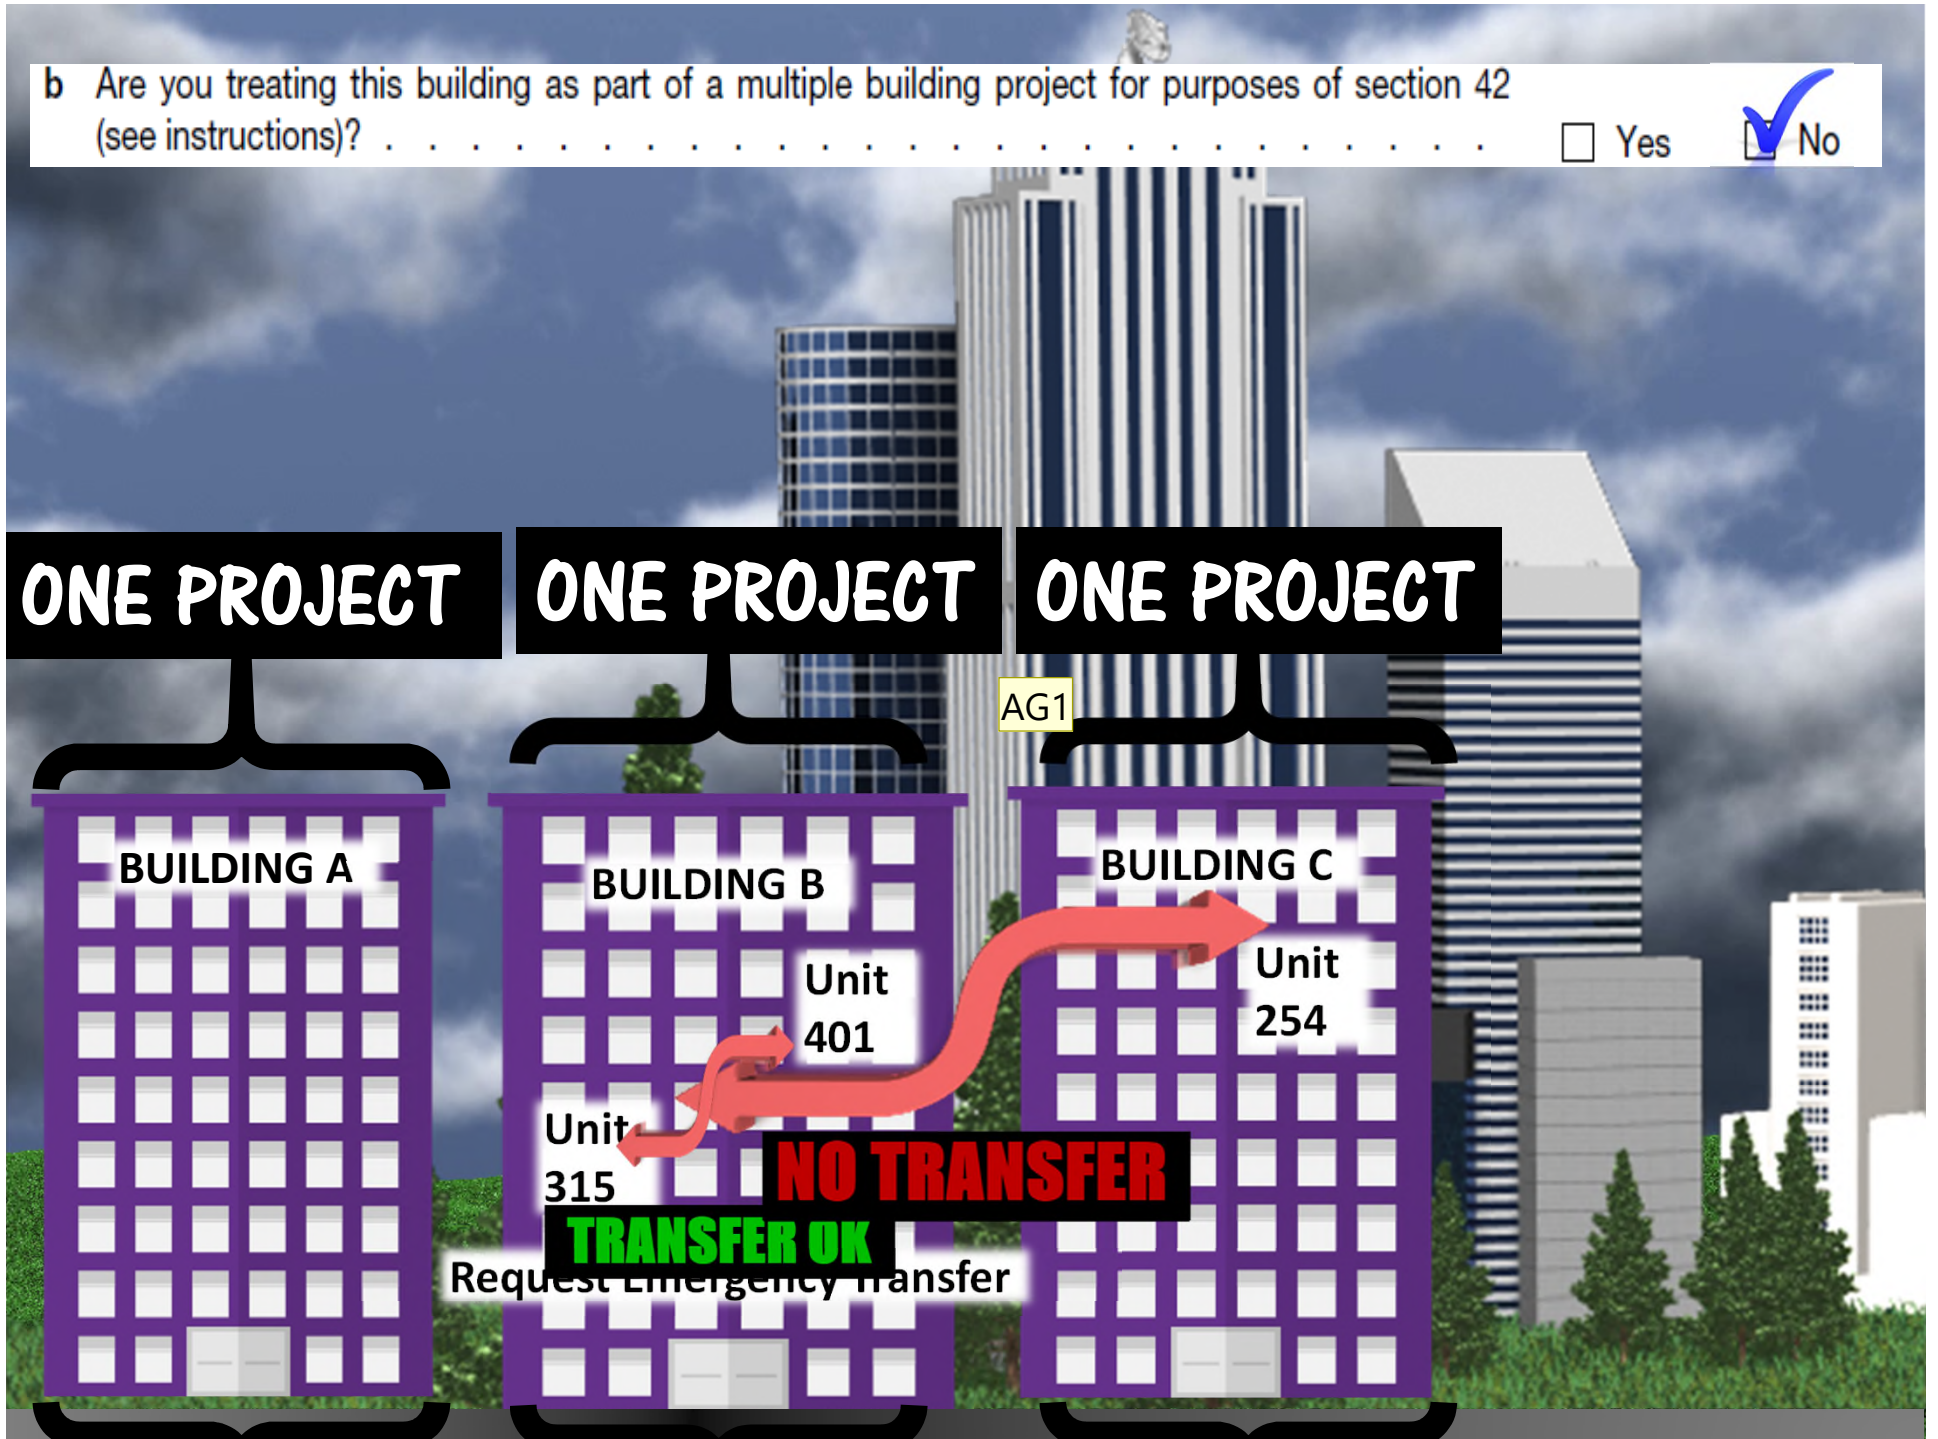 b Are you treating this building as part of a multiple building project for purposes of section 42
(see instructions)? . . . . . . . . . . . . . . . . . . . . . . . . . . Yes No
ONE PROJECT
ONE PROJECT
ONE PROJECT
AG1
BUILDING A
BUILDING B
BUILDING C
Unit
401
Unit
254
Unit
315
NO TRANSFER
TRANSFER OK
Request Emergency Transfer